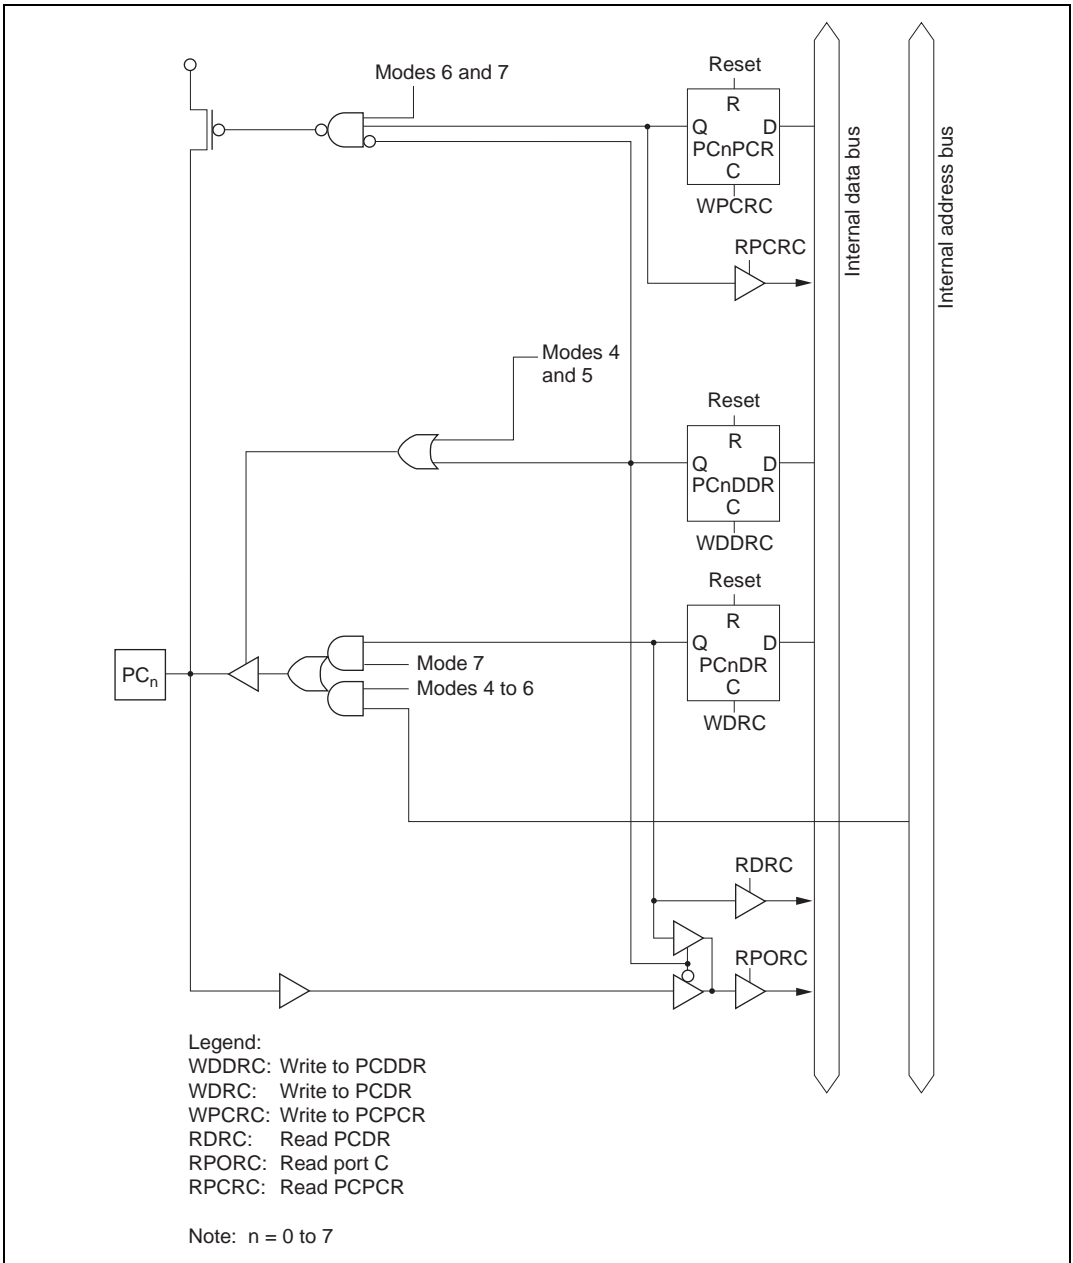 Reset
Modes 6 and 7
R
Q D
PCnPCR
C
WPCRC
RPCRC
Internal data bus
Internal address bus
Modes 4
and 5
Reset
R
Q D
PCnDDR
C
WDDRC
Reset
R
Q D
PCnDR
C
WDRC
PCn
Mode 7
Modes 4 to 6
RDRC
RPORC
Legend:
WDDRC: Write to PCDDR
WDRC: Write to PCDR
WPCRC: Write to PCPCR
RDRC: Read PCDR
RPORC: Read port C
RPCRC: Read PCPCR
Note: n = 0 to 7